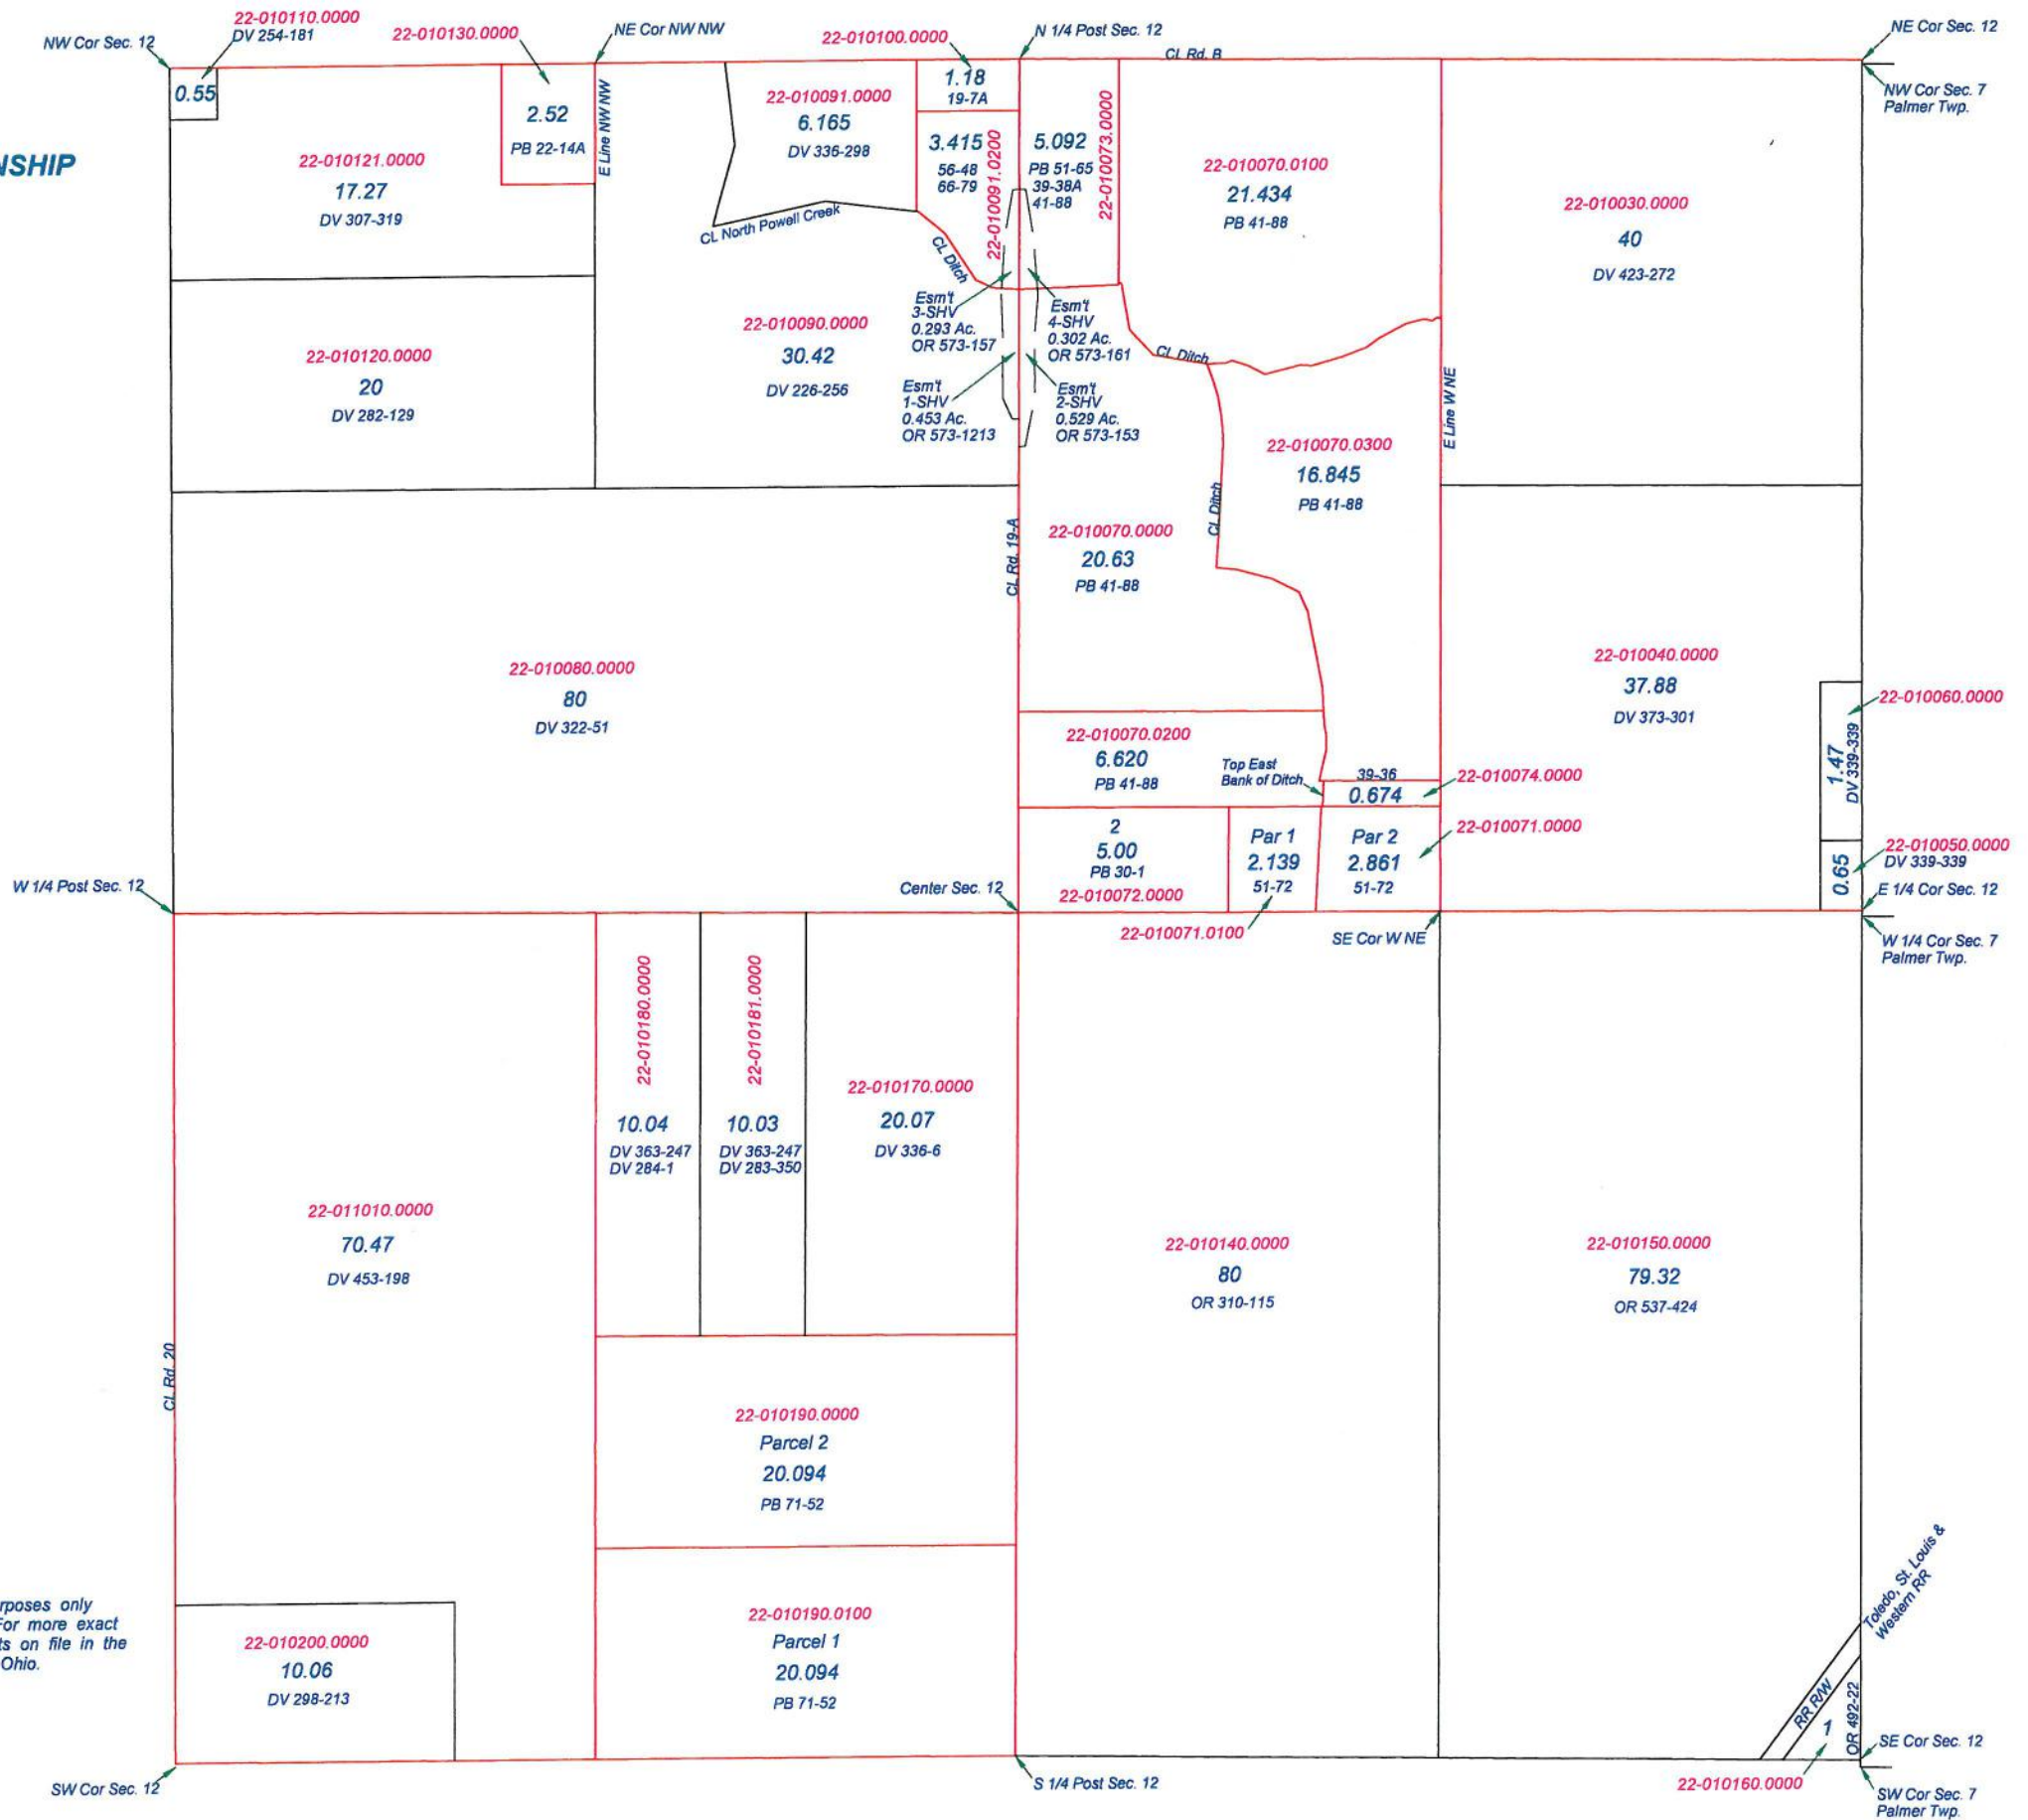 22-010110.0000
DV 254-181
NW Cor Sec. 12
22-010130.0000
NE Cor NW NW
22-010100.0000
N 1/4 Post Sec. 12
CL Rd. B
NE Cor Sec. 12
NW Cor Sec. 7
Palmer Twp.
NSHIP
0.55
22-010121.0000
17.27
DV 307-319
2.52
PB 22-14A
E Line NW NW
22-010091.0000
6.165
DV 336-298
1.18
19-7A
3.415
56-48
66-79
22-010091.0200
5.092
PB 51-65
39-38A
41-88
22-010073.0000
22-010070.0100
21.434
PB 41-88
22-010030.0000
40
DV 423-272
CL North Powell Creek
CL Ditch
22-010120.0000
20
DV 282-129
22-010090.0000
30.42
DV 226-256
Esm't
3-SHV
0.293 Ac.
OR 573-157
Esm't
4-SHV
0.302 Ac.
OR 573-161
Esm't
1-SHV
0.453 Ac.
OR 573-1213
Esm't
2-SHV
0.529 Ac.
OR 573-153
CL Ditch
E Line W NE
22-010070.0300
16.845
PB 41-88
CL Ditch
CL Rd. 19-A
22-010070.0000
20.63
PB 41-88
22-010080.0000
80
DV 322-51
22-010040.0000
37.88
DV 373-301
22-010060.0000
1.47
DV 339-339
22-010070.0200
6.620
PB 41-88
Top East
Bank of Ditch
39-36
0.674
22-010074.0000
2
5.00
PB 30-1
22-010072.0000
Par 1
2.139
51-72
Par 2
2.861
51-72
22-010071.0000
0.65
22-010050.0000
DV 339-339
E 1/4 Cor Sec. 12
W 1/4 Post Sec. 12
Center Sec. 12
22-010071.0100
SE Cor W NE
W 1/4 Cor Sec. 7
Palmer Twp.
22-010180.0000
10.04
DV 363-247
DV 284-1
22-010181.0000
10.03
DV 363-247
DV 283-350
22-010170.0000
20.07
DV 336-6
22-011010.0000
70.47
DV 453-198
22-010140.0000
80
OR 310-115
22-010150.0000
79.32
OR 537-424
CL Rd. 20
22-010190.0000
Parcel 2
20.094
PB 71-52
22-010190.0100
Parcel 1
20.094
PB 71-52
rposes only
For more exact
ts on file in the
Ohio.
22-010200.0000
10.06
DV 298-213
Toledo, St. Louis &
Western RR
RR R/W
1
OR 492-22
22-010160.0000
SE Cor Sec. 12
SW Cor Sec. 7
Palmer Twp.
SW Cor Sec. 12
S 1/4 Post Sec. 12